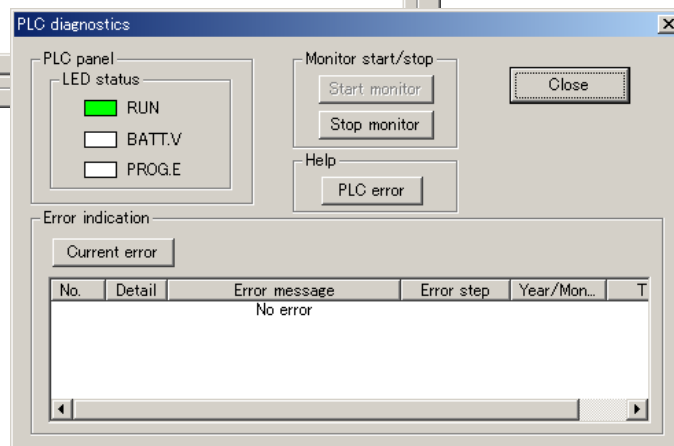 PLC diagnostics
PLC panel
LED status
RUN
BATT.V
PROG.E
Monitor start/stop
Start monitor
Stop monitor
Close
Help
PLC error
Error indication
Current error
No. Detail Error message Error step Year/Mon... T
No error